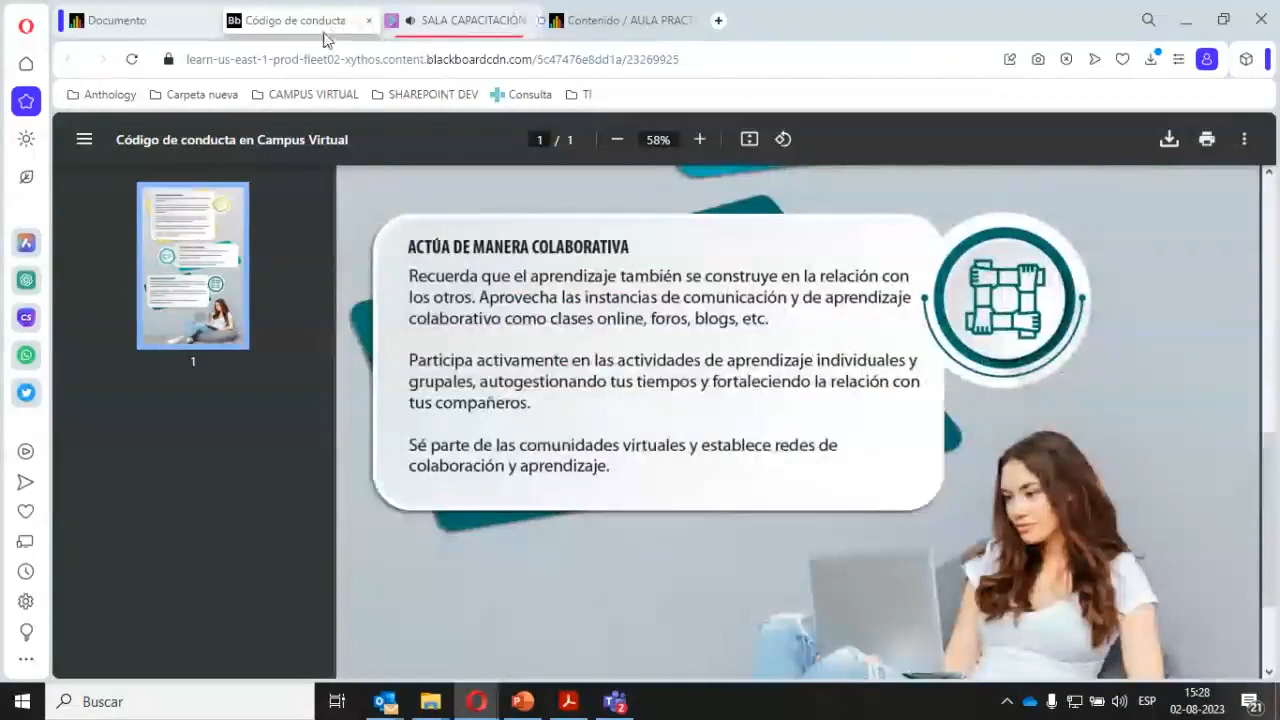 Documento
Bb Código de conducta
SALA CAPACITACIÓN
Contenido / AULA PRACT
learn-us-east-1-prod-fleet02-xythos.content.blackboardcdn.com/5c47476e8dd1a/23269925
Anthology
Carpeta nueva
CAMPUS VIRTUAL
SHAREPOINT DEV
Consulta
TI
Código de conducta en Campus Virtual
1 / 1
58%
1
ACTÚA DE MANERA COLABORATIVA
Recuerda que el aprendizaje también se construye en la relación con
los otros. Aprovecha las instancias de comunicación y de aprendizaje
colaborativo como clases online, foros, blogs, etc.
Participa activamente en las actividades de aprendizaje individuales y
grupales, autogestionando tus tiempos y fortaleciendo la relación con
tus compañeros.
Sé parte de las comunidades virtuales y establece redes de
colaboración y aprendizaje.
CS
Buscar
2
ESP
15:28
02-08-2023
21